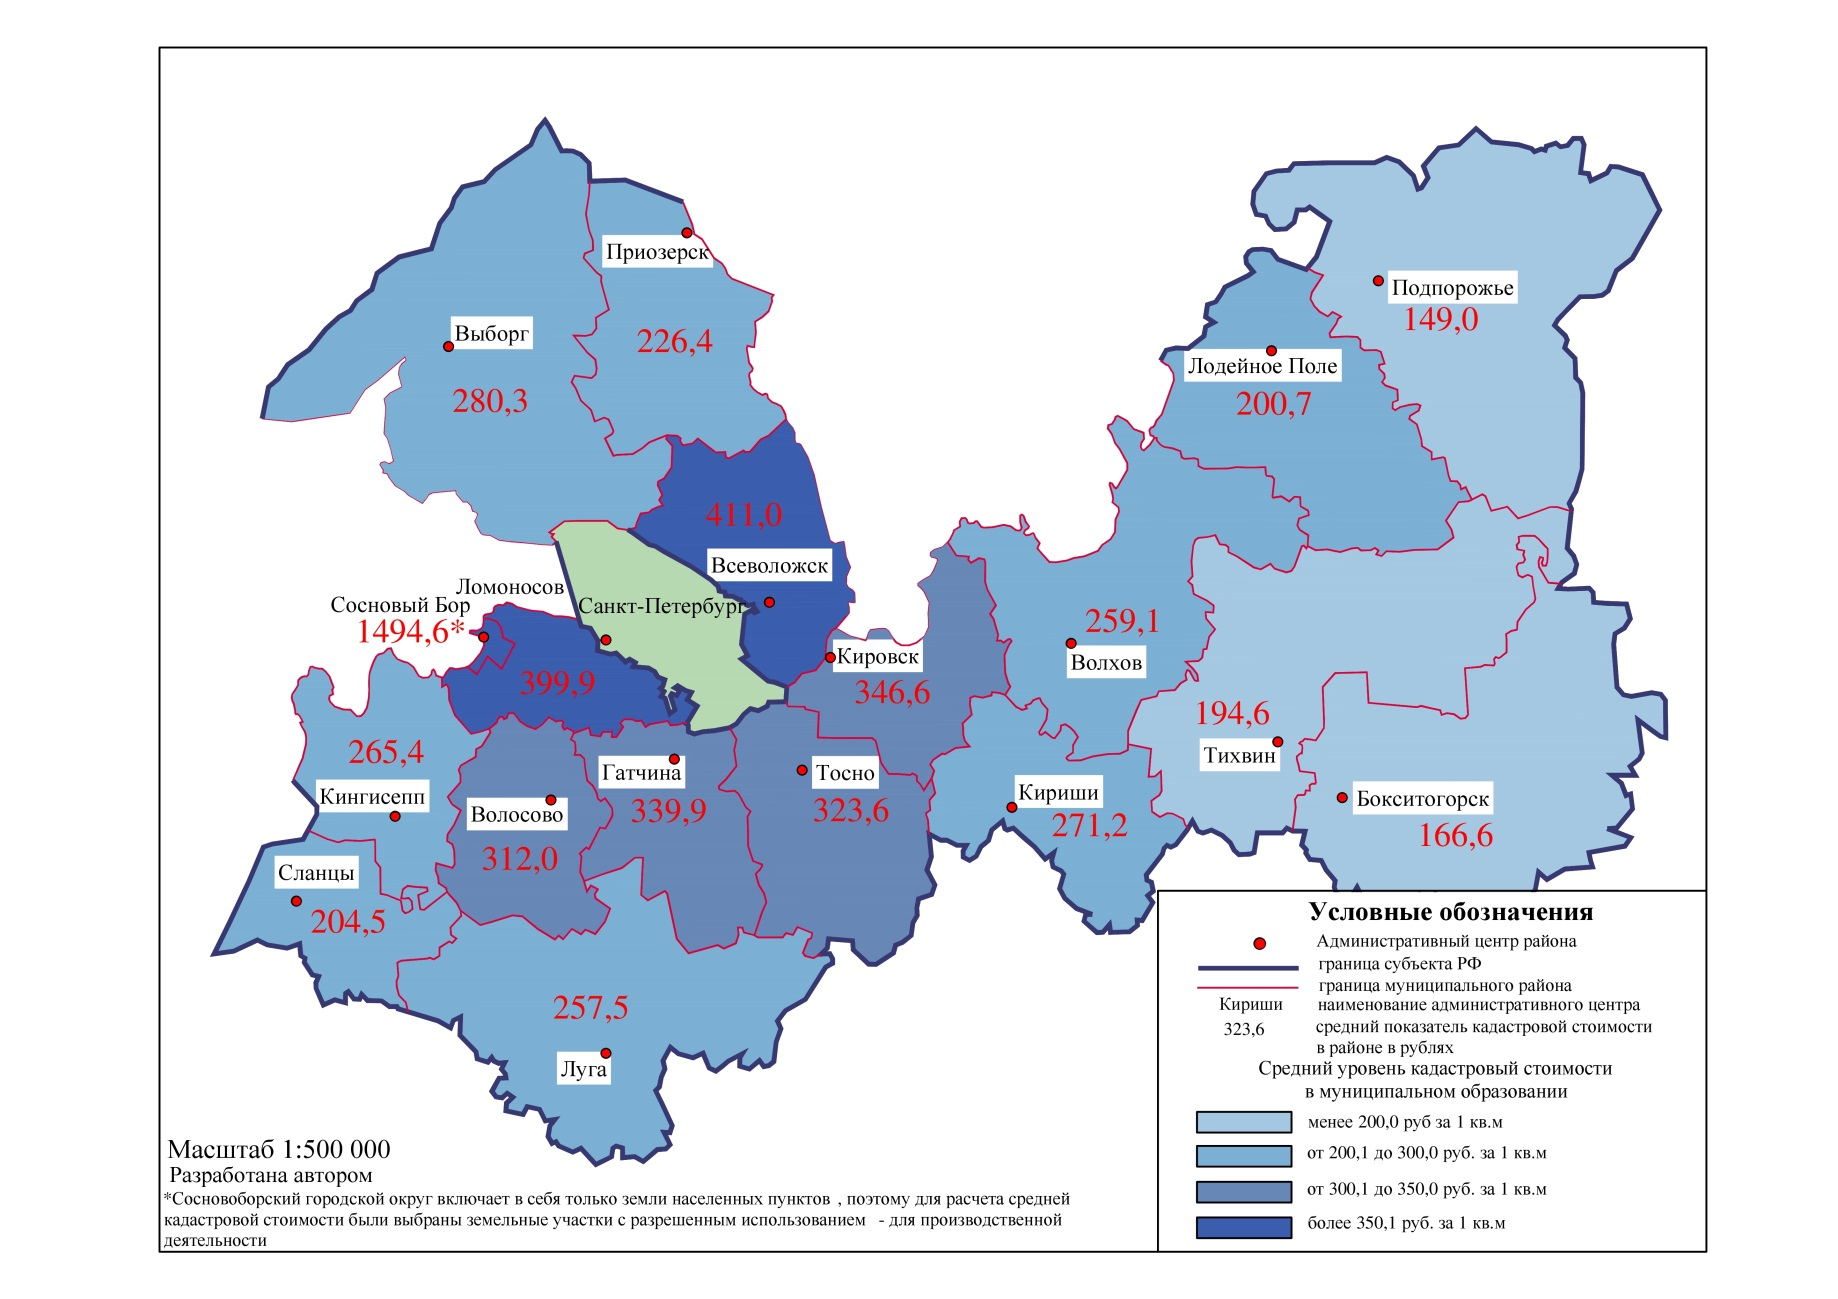 Приозерск
226,4
Выборг
280,3
Подпорожье
149,0
Лодейное Поле
200,7
411,0
Всеволожск
Ломоносов
Санкт-Петербург
Сосновый Бор
1494,6*
399,9
Кировск
346,6
259,1
Волхов
194,6
Тихвин
265,4
Кингисепп
Гатчина
339,9
Тосно
323,6
Волосово
312,0
Кириши
271,2
Бокситогорск
166,6
Сланцы
204,5
257,5
Луга
Условные обозначения
Административный центр района
граница субъекта РФ
граница муниципального района
Кириши наименование административного центра
323,6 средний показатель кадастровой стоимости
в районе в рублях
Средний уровень кадастровый стоимости
в муниципальном образовании
менее 200,0 руб за 1 кв.м
от 200,1 до 300,0 руб. за 1 кв.м
от 300,1 до 350,0 руб. за 1 кв.м
более 350,1 руб. за 1 кв.м
Масштаб 1:500 000
Разработана автором
*Сосновоборский городской округ включает в себя только земли населенных пунктов , поэтому для расчета средней
кадастровой стоимости были выбраны земельные участки с разрешенным использованием - для производственной
деятельности